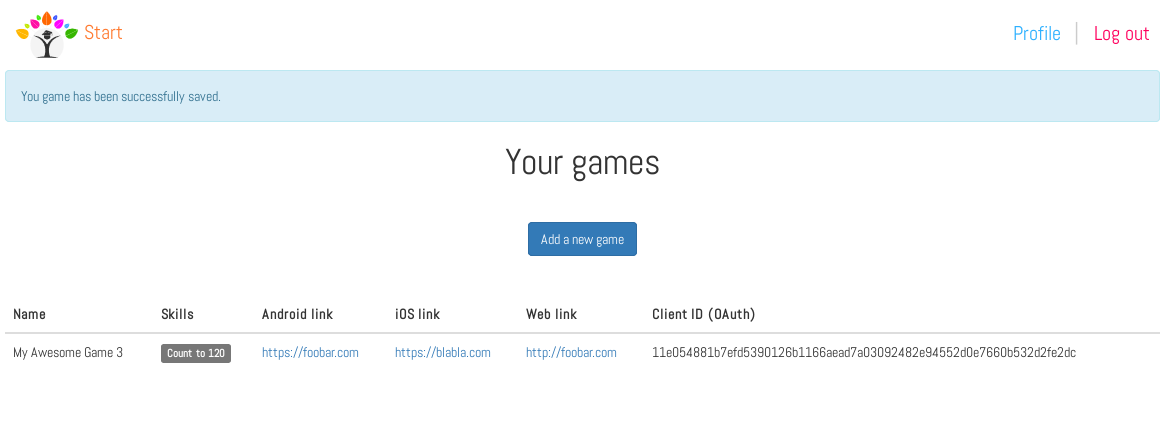 Start
Profile | Log out
You game has been successfully saved.
Your games
Add a new game
Name Skills Android link iOS link Web link Client ID (OAuth)
My Awesome Game 3 Count to 120 https://foobar.com https://blabla.com http://foobar.com 11e054881b7efd5390126b1166aead7a03092482e94552d0e7660b532d2fe2dc